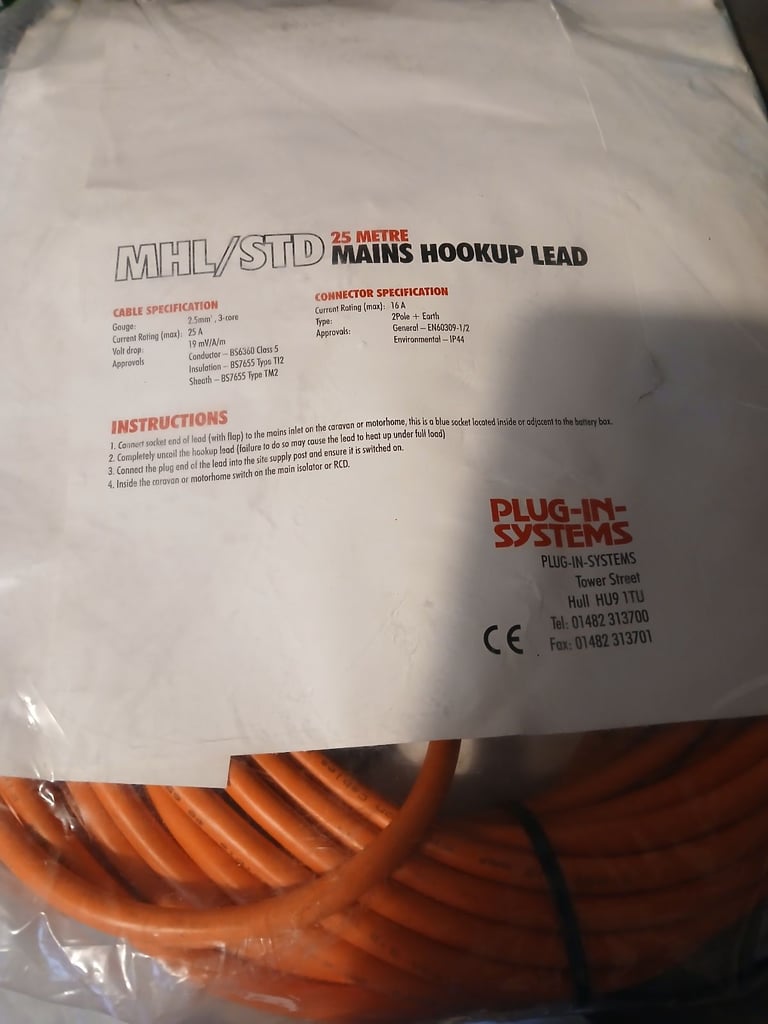 MHL/STD 25 METRE MAINS HOOKUP LEAD
CABLE SPECIFICATION
Gauge: 2.5mm², 3-core
Current Rating (max): 25 A
Volt drop: 19 mV/A/m
Approvals Conductor – BS6360 Class 5
Insulation – BS7655 Type TI2
Sheath – BS7655 Type TM2
CONNECTOR SPECIFICATION
Current Rating (max): 16 A
Type: 2Pole + Earth
Approvals: General – EN60309-1/2
Environmental – IP44
INSTRUCTIONS
1. Connect socket end of lead (with flap) to the mains inlet on the caravan or motorhome, this is a blue socket located inside or adjacent to the battery box.
2. Completely uncoil the hookup lead (failure to do so may cause the lead to heat up under full load)
3. Connect the plug end of the lead into the site supply post and ensure it is switched on.
4. Inside the caravan or motorhome switch on the main isolator or RCD.
PLUG-IN-
SYSTEMS
PLUG-IN-SYSTEMS
Tower Street
Hull HU9 1TU
Tel: 01482 313700
Fax: 01482 313701
CE